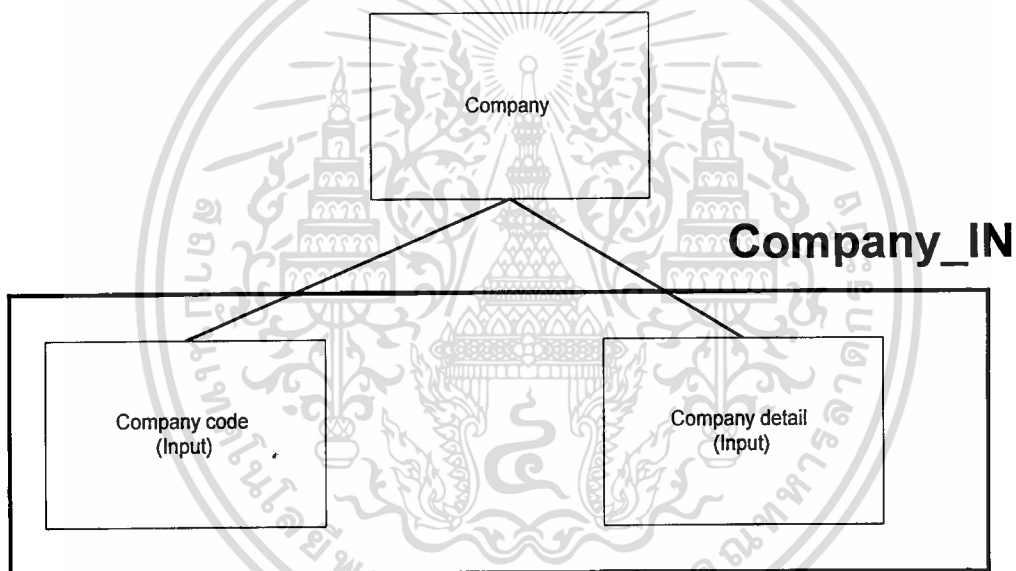 Company
Company_IN
Company code
(Input)
Company detail
(Input)